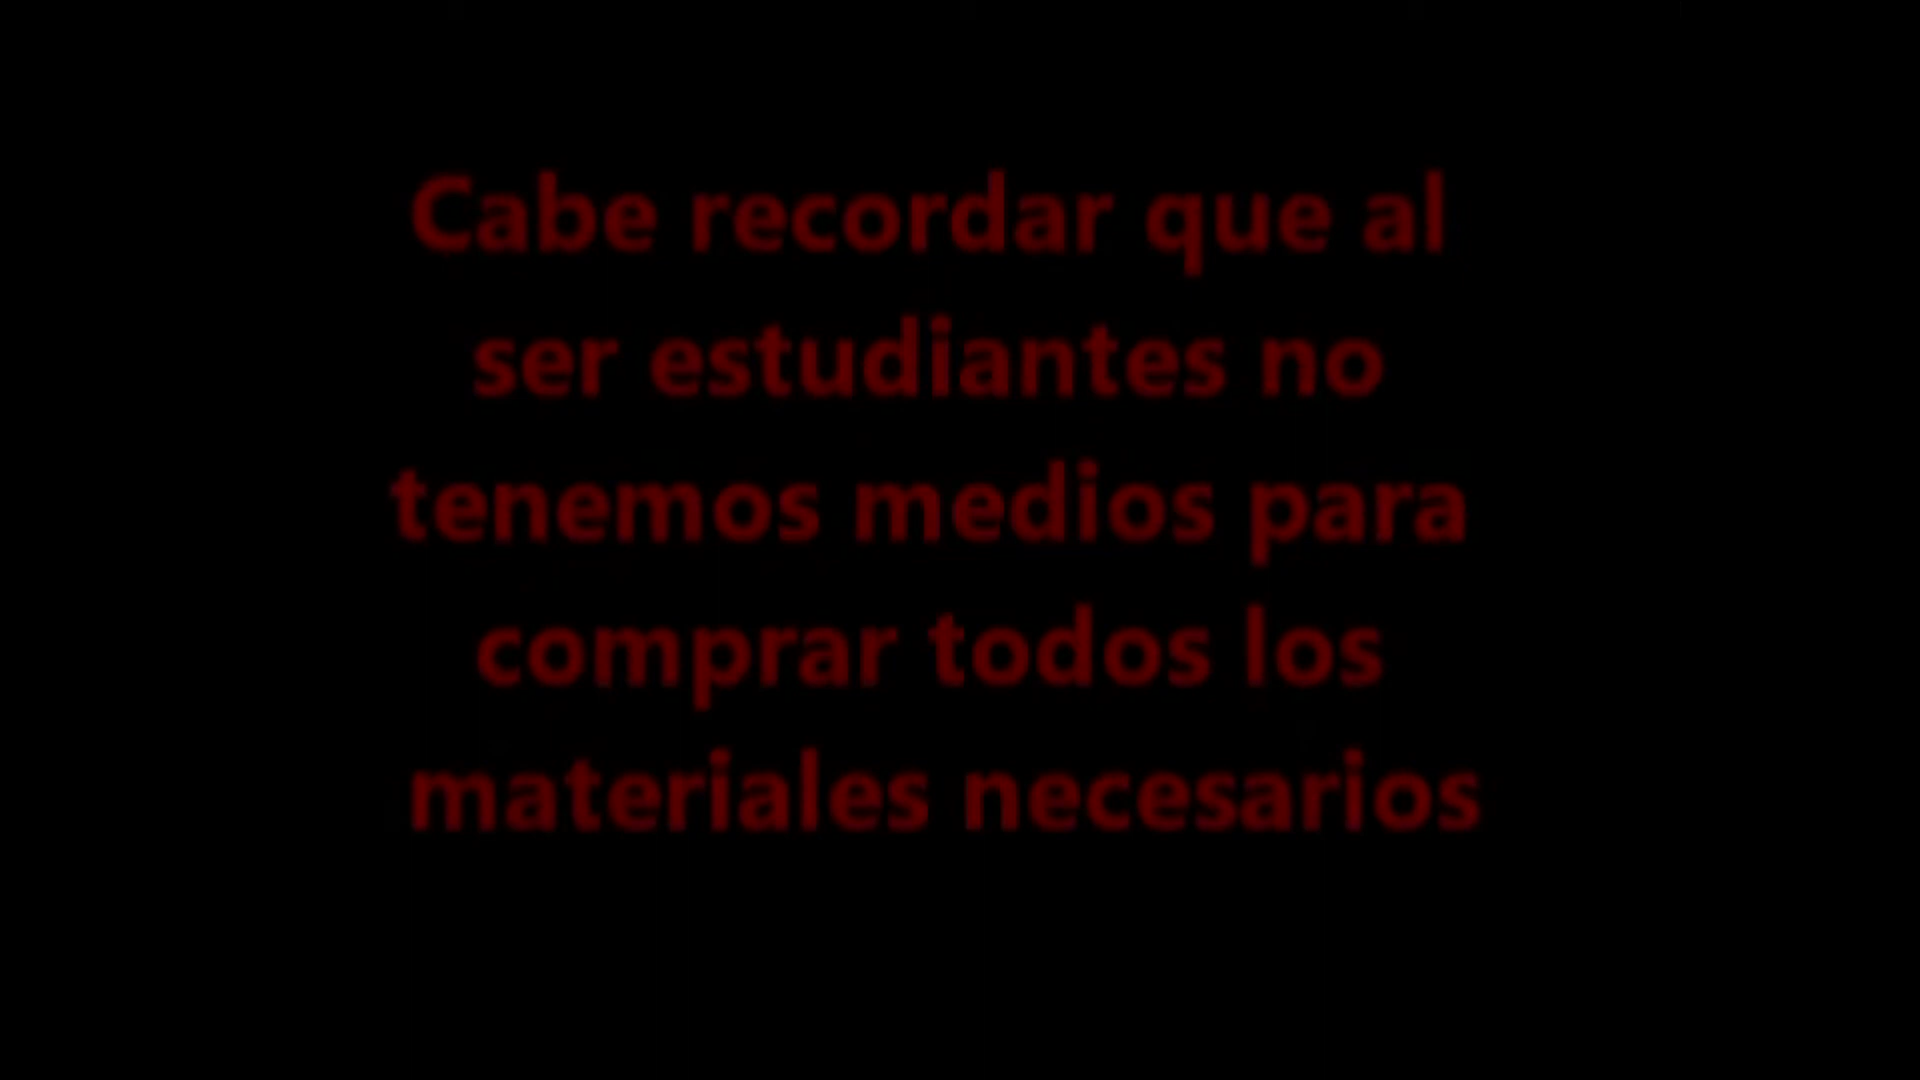 Cabe recordar que al
ser estudiantes no
tenemos medios para
comprar todos los
materiales necesarios